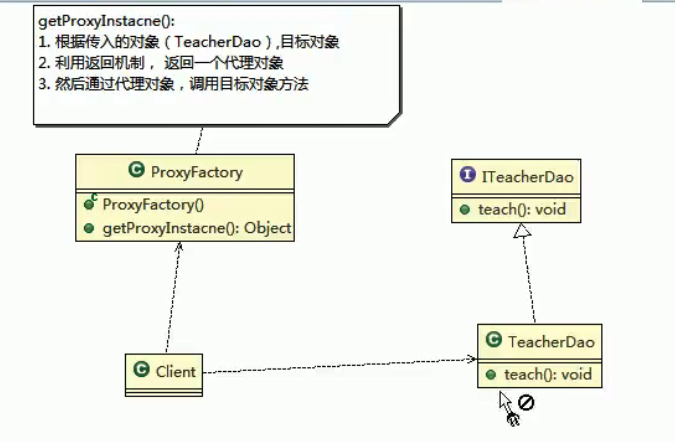 getProxyInstacne():
1. 根据传入的对象（TeacherDao）,目标对象
2. 利用返回机制， 返回一个代理对象
3. 然后通过代理对象，调用目标对象方法
C ProxyFactory
C ProxyFactory()
getProxyInstacne(): Object
I ITeacherDao
teach(): void
C Client
C TeacherDao
teach(): void